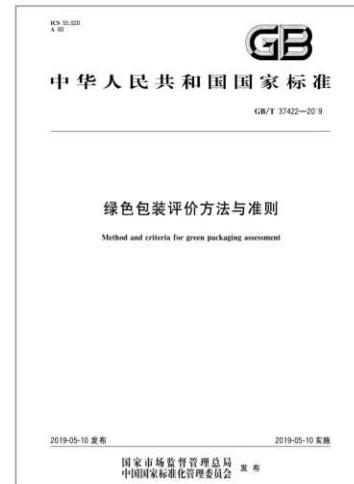 ICS 55.020
A 80
GB
中华人民共和国国家标准
GB/T 37422—2019
绿色包装评价方法与准则
Method and criteria for green packaging assessment
2019-05-10 发布
2019-05-10 实施
国家市场监督管理总局
中国国家标准化管理委员会 发布